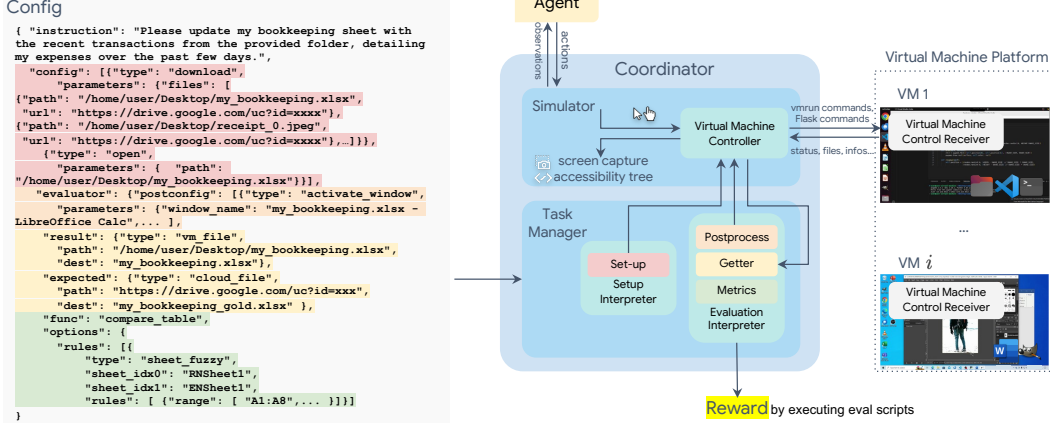 Config
{ "instruction": "Please update my bookkeeping sheet with
the recent transactions from the provided folder, detailing
my expenses over the past few days.",
"config": [{"type": "download",
"parameters": {"files": [
{"path": "/home/user/Desktop/my_bookkeeping.xlsx",
"url": "https://drive.google.com/uc?id=xxxx"},
{"path": "/home/user/Desktop/receipt_0.jpeg",
"url": "https://drive.google.com/uc?id=xxxx"},…]}},
{"type": "open",
"parameters": { "path":
"/home/user/Desktop/my_bookkeeping.xlsx"}}],
"evaluator": {"postconfig": [{"type": "activate_window",
"parameters": {"window_name": "my_bookkeeping.xlsx -
LibreOffice Calc",... ],
"result": {"type": "vm_file",
"path": "/home/user/Desktop/my_bookkeeping.xlsx",
"dest": "my_bookkeeping.xlsx"},
"expected": {"type": "cloud_file",
"path": "https://drive.google.com/uc?id=xxx",
"dest": "my_bookkeeping_gold.xlsx" },
"func": "compare_table",
"options": {
"rules": [{
"type": "sheet_fuzzy",
"sheet_idx0": "RNSheet1",
"sheet_idx1": "ENSheet1",
"rules": [ {"range": [ "A1:A8",... }]}]
}
Agent
observations
actions
Coordinator
Simulator
Virtual Machine
Controller
screen capture
accessibility tree
Task
Manager
Set-up
Setup
Interpreter
Postprocess
Getter
Metrics
Evaluation
Interpreter
Reward by executing eval scripts
vmrun commands,
Flask commands
status, files, infos...
Virtual Machine Platform
VM 1
Virtual Machine
Control Receiver
...
VM i
Virtual Machine
Control Receiver
W